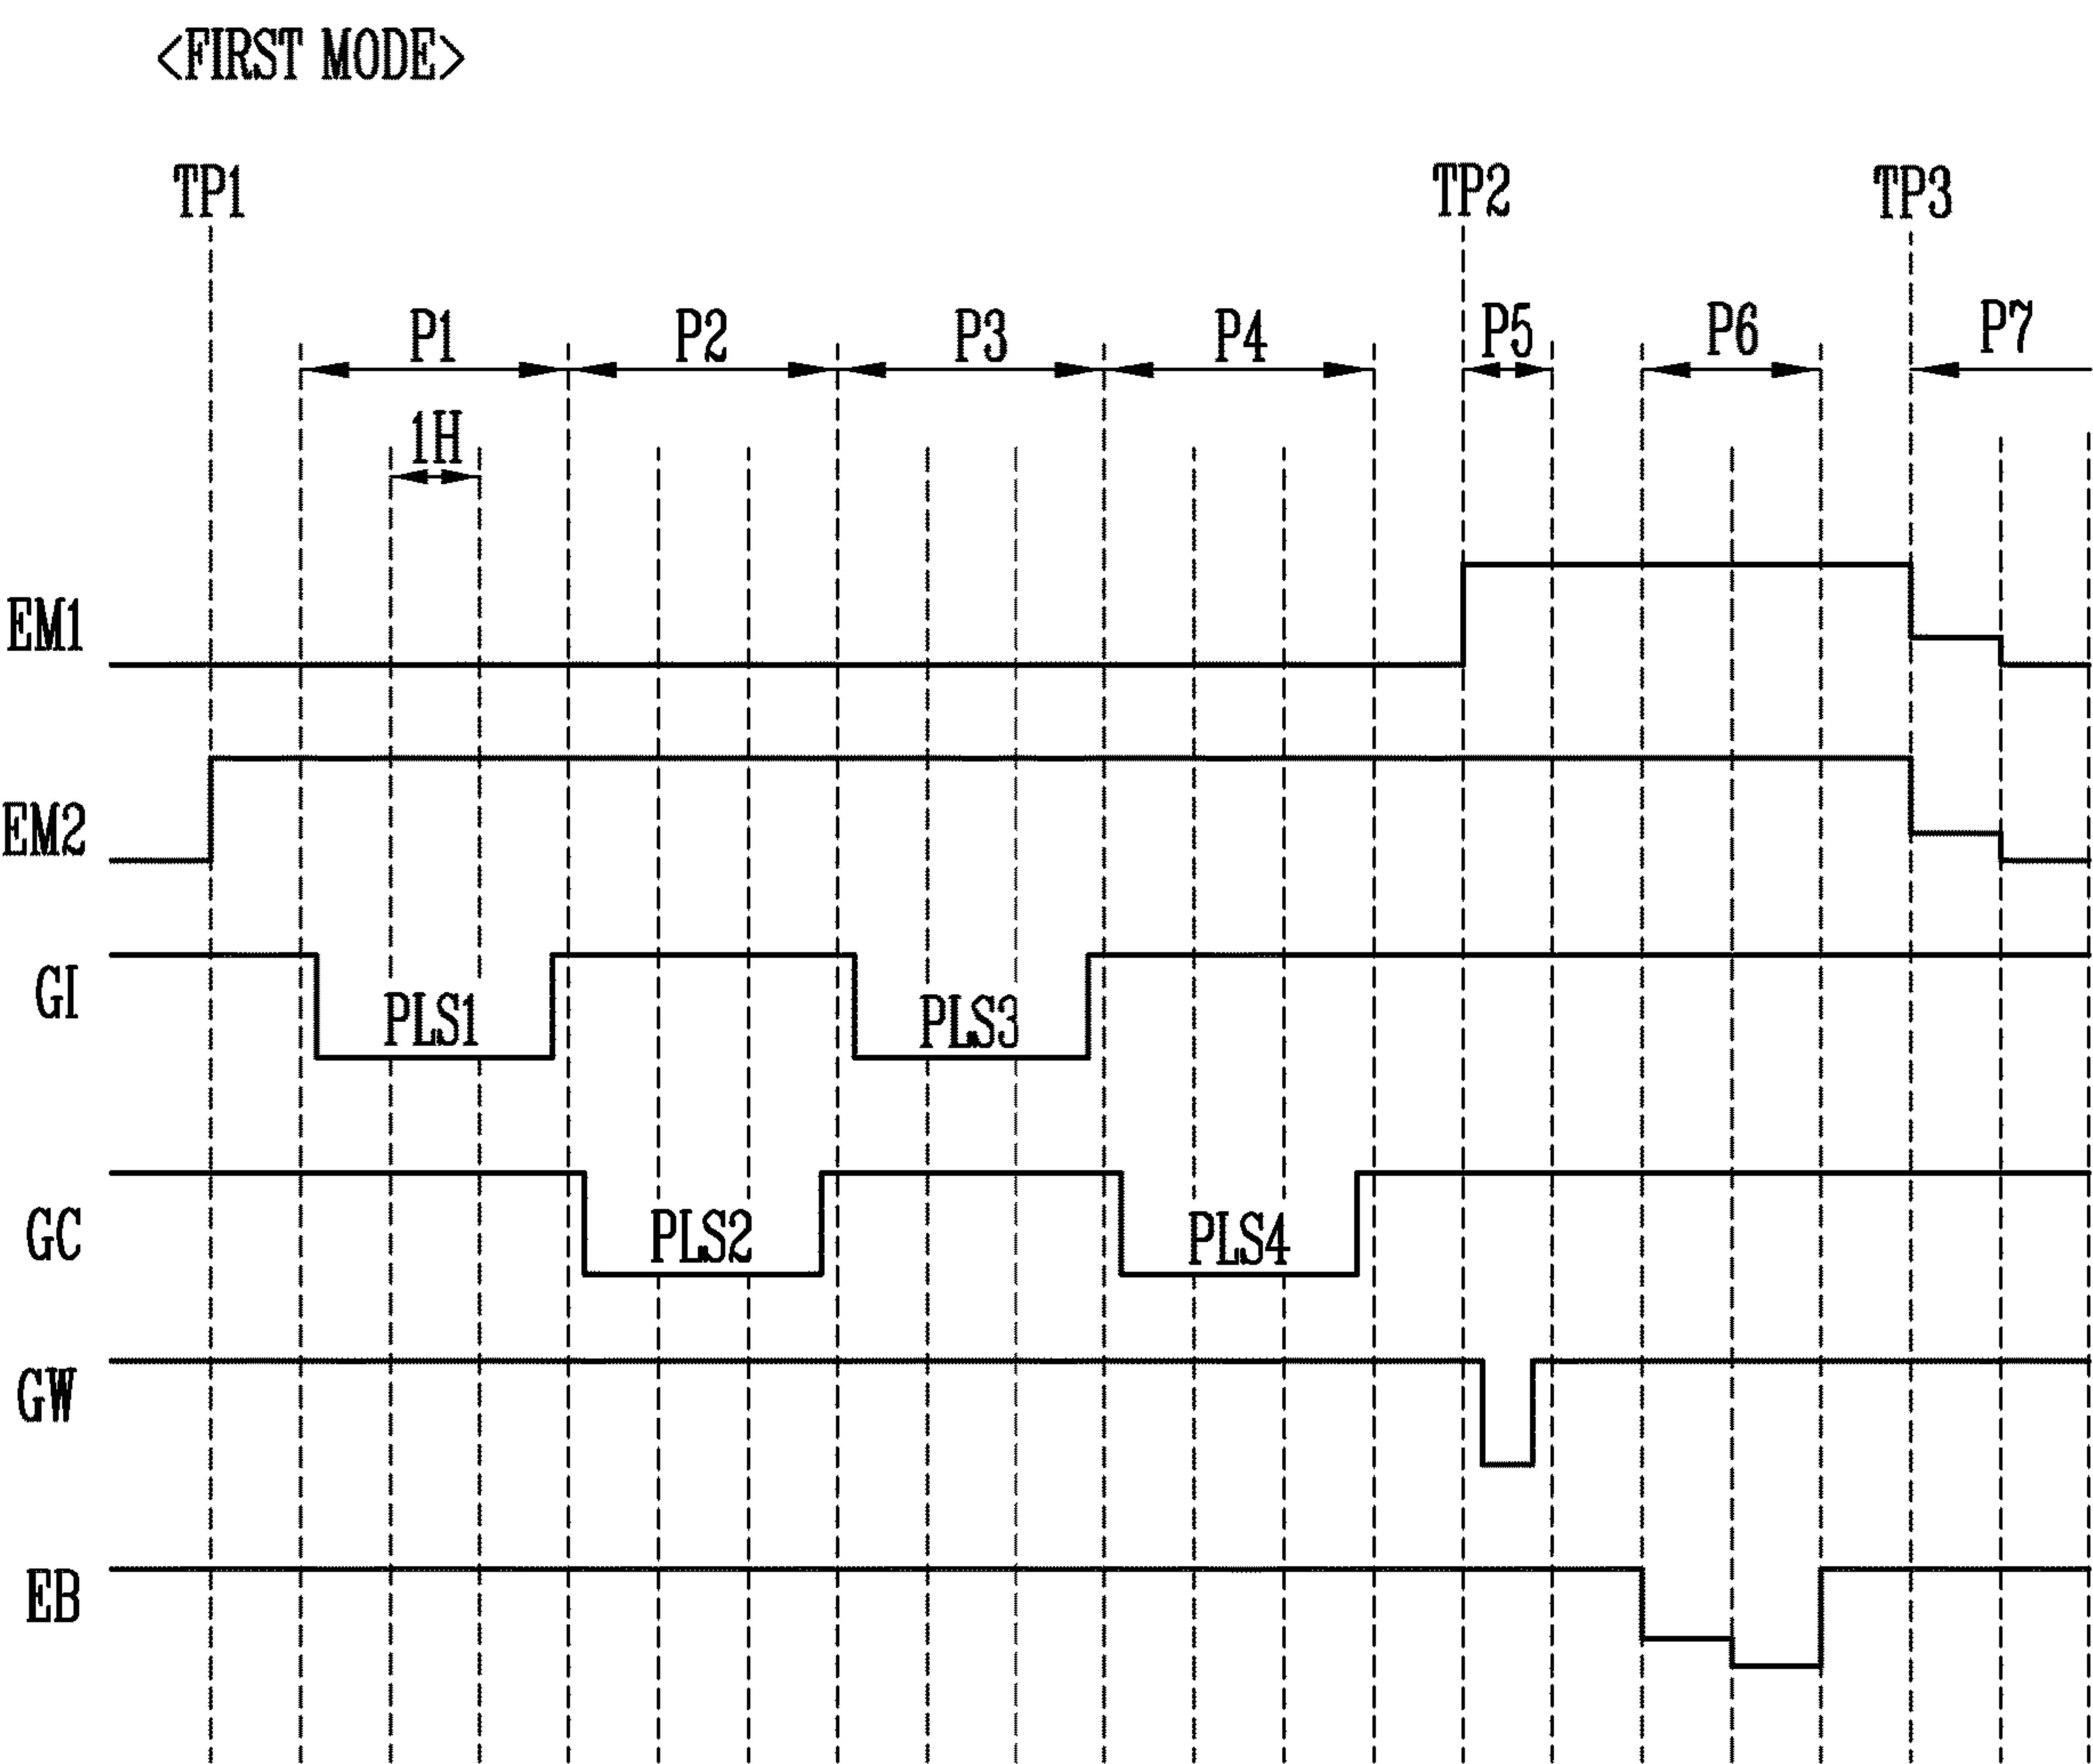 <FIRST MODE>
TP1 TP2 TP3
P1 P2 P3 P4 P5 P6 P7
1H
EM1
EM2
GI PLS1 PLS3
GC PLS2 PLS4
GW
EB